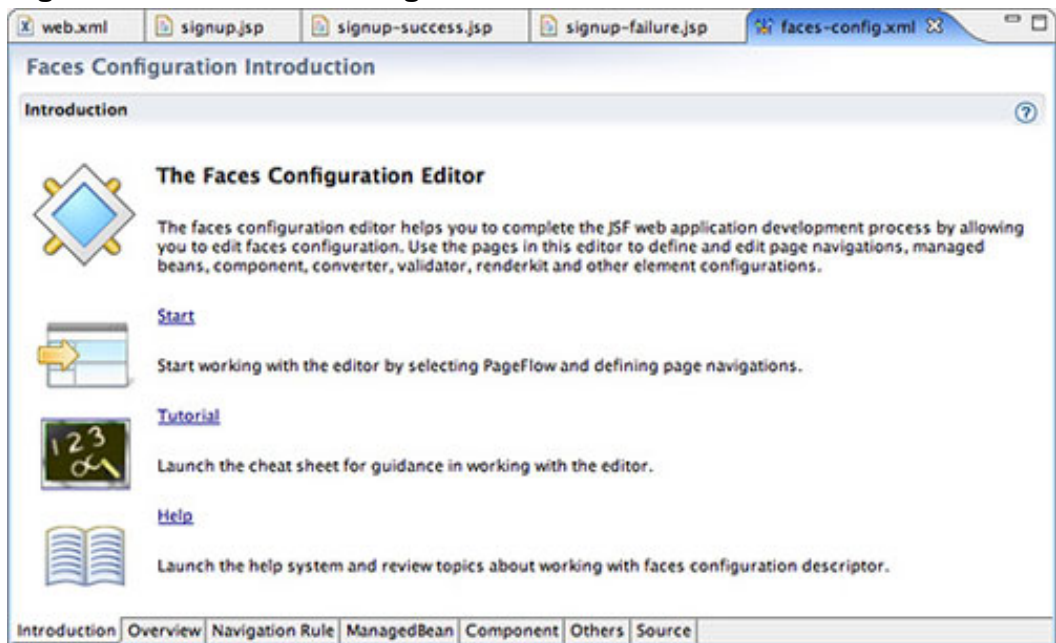 web.xml signup.jsp signup-success.jsp signup-failure.jsp faces-config.xml
Faces Configuration Introduction
Introduction
The Faces Configuration Editor
The faces configuration editor helps you to complete the JSF web application development process by allowing
you to edit faces configuration. Use the pages in this editor to define and edit page navigations, managed
beans, component, converter, validator, renderkit and other element configurations.
Start
Start working with the editor by selecting PageFlow and defining page navigations.
123
Tutorial
Launch the cheat sheet for guidance in working with the editor.
Help
Launch the help system and review topics about working with faces configuration descriptor.
Introduction Overview Navigation Rule ManagedBean Component Others Source